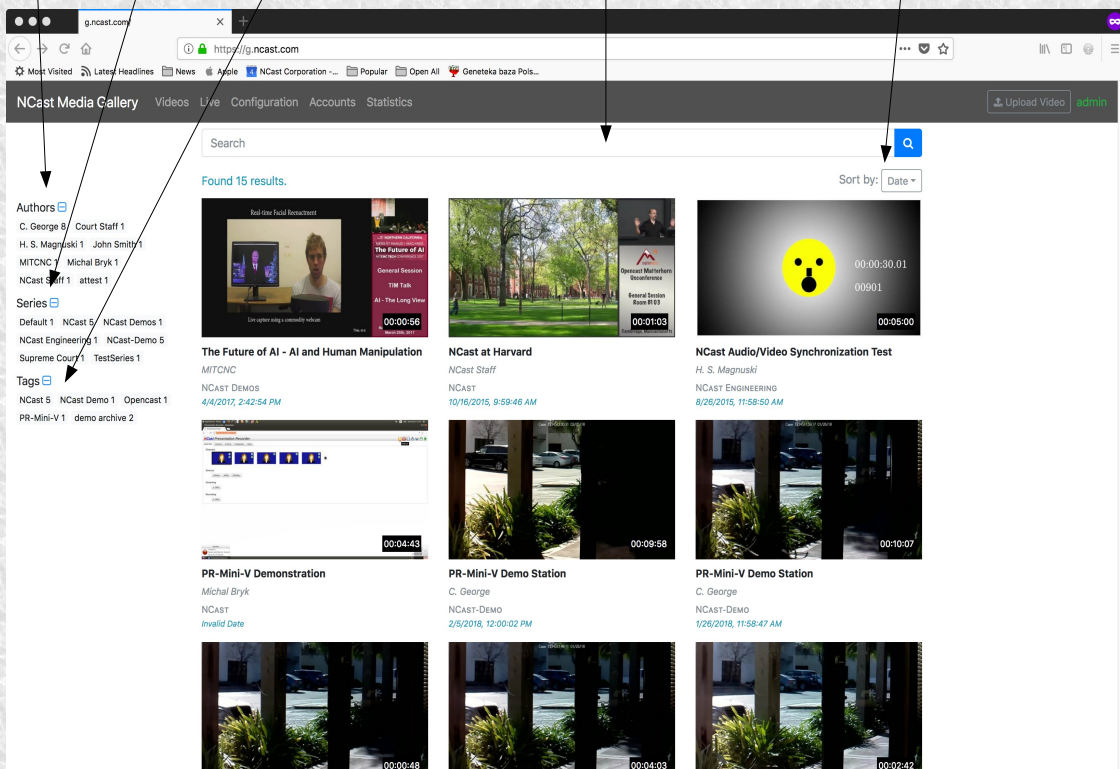 g.ncast.com/
https://g.ncast.com
Most Visited Latest Headlines News Apple NCast Corporation -... Popular Open All Geneteka baza Pols...
NCast Media Gallery Videos Live Configuration Accounts Statistics Upload Video admin
Search
Found 15 results.
Sort by: Date
Authors
C. George 8 Court Staff 1
H. S. Magnuski 1 John Smith 1
MITCNC 1 Michal Bryk 1
NCast Staff 1 attest 1
Series
Default 1 NCast 5 NCast Demos 1
NCast Engineering 1 NCast-Demo 5
Supreme Court 1 TestSeries 1
Tags
NCast 5 NCast Demo 1 Opencast 1
PR-Mini-V 1 demo archive 2
Real-time Facial Reenactment
Live capture using a commodity webcam
The Future of AI
General Session
TIM Talk
AI - The Long View
March 25th, 2017
00:00:56
Opencast Matterhorn
Unconference
General Session
Room #103
00:01:03
00:00:30.01
00901
00:05:00
The Future of AI - AI and Human Manipulation
MITCNC
NCast Demos
4/4/2017, 2:42:54 PM
NCast at Harvard
NCast Staff
NCast
10/16/2015, 9:59:46 AM
NCast Audio/Video Synchronization Test
H. S. Magnuski
NCast Engineering
8/26/2015, 11:58:50 AM
00:04:43
00:09:58
00:10:07
PR-Mini-V Demonstration
Michal Bryk
NCast
Invalid Date
PR-Mini-V Demo Station
C. George
NCast-Demo
2/5/2018, 12:00:02 PM
PR-Mini-V Demo Station
C. George
NCast-Demo
1/26/2018, 11:58:47 AM
00:00:48
00:04:03
00:02:42